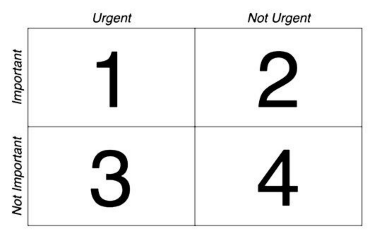 Urgent
Not Urgent
Important
1
2
Not Important
3
4